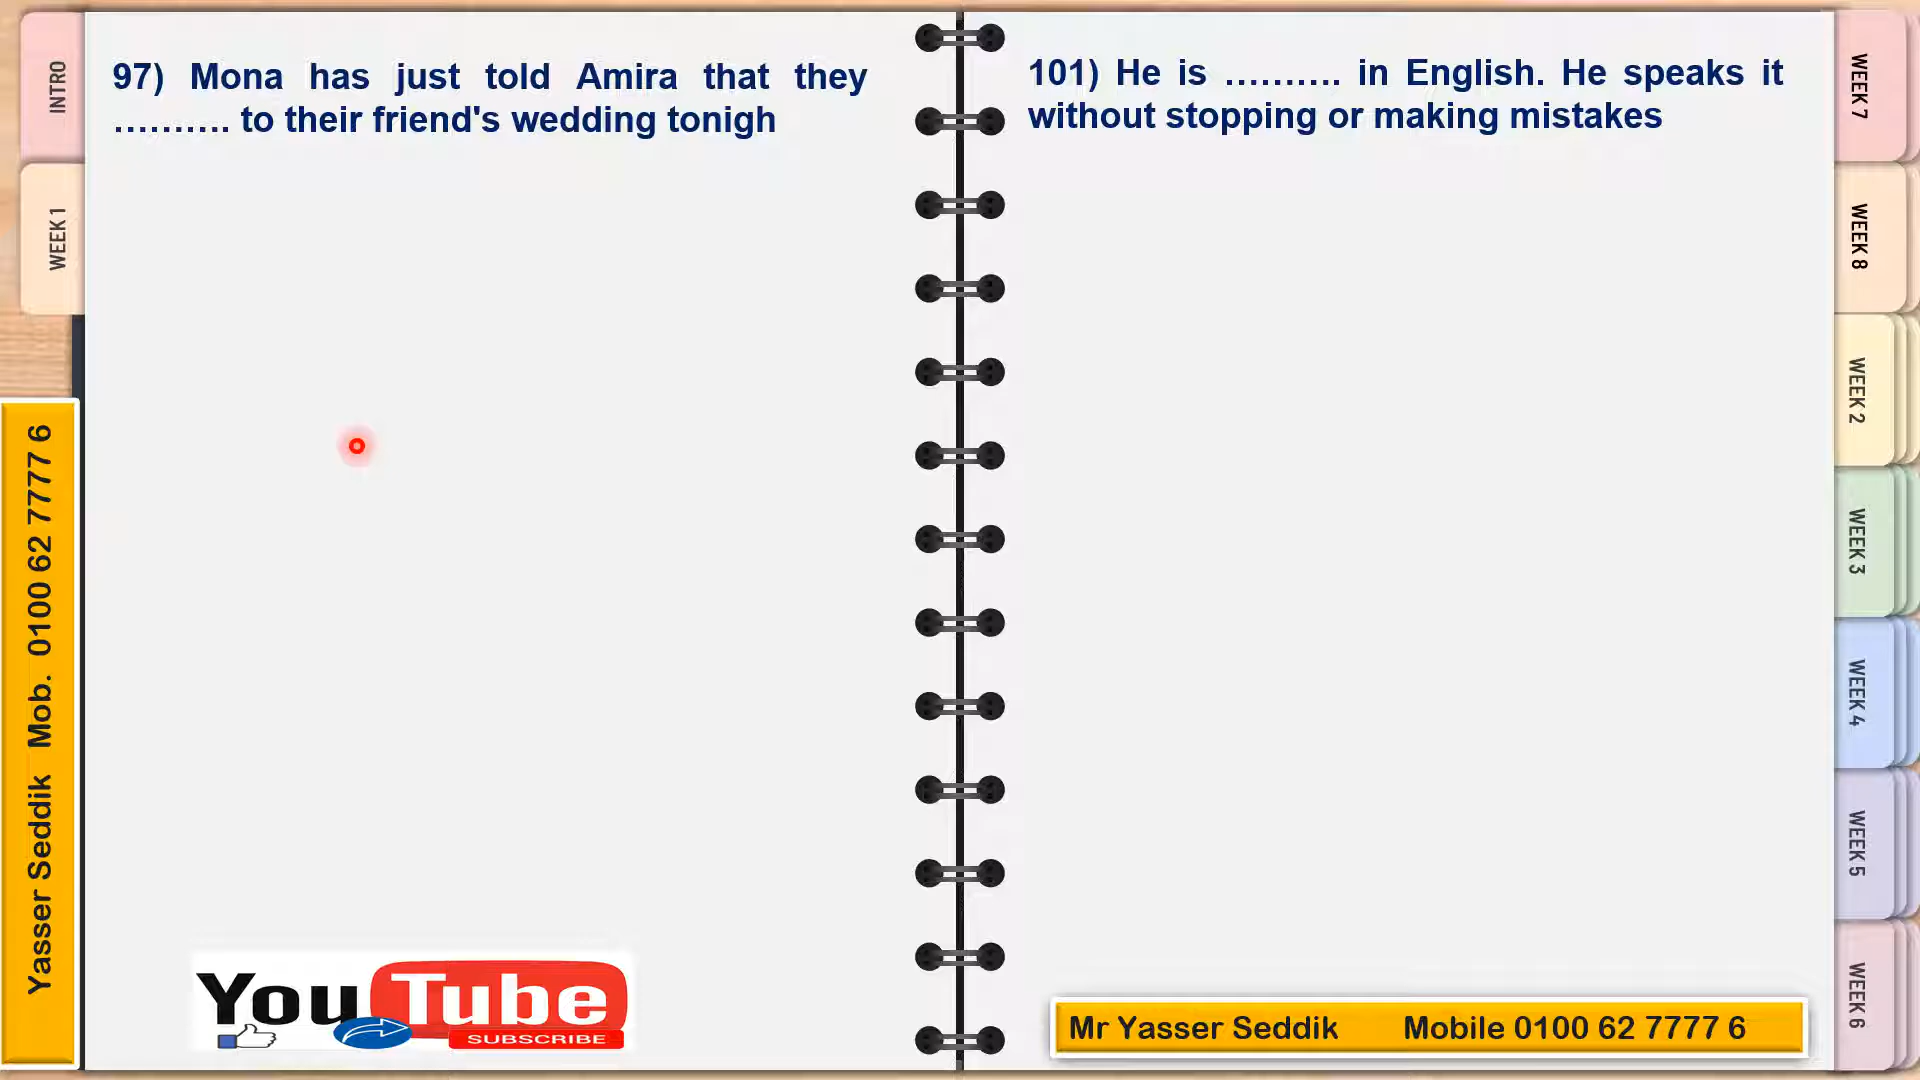 INTRO
WEEK 1
97) Mona has just told Amira that they
………. to their friend's wedding tonigh
101) He is ………. in English. He speaks it
without stopping or making mistakes
WEEK 7
WEEK 8
WEEK 2
WEEK 3
WEEK 4
WEEK 5
WEEK 6
Yasser Seddik Mob. 0100 62 7777 6
YouTube
SUBSCRIBE
Mr Yasser Seddik Mobile 0100 62 7777 6